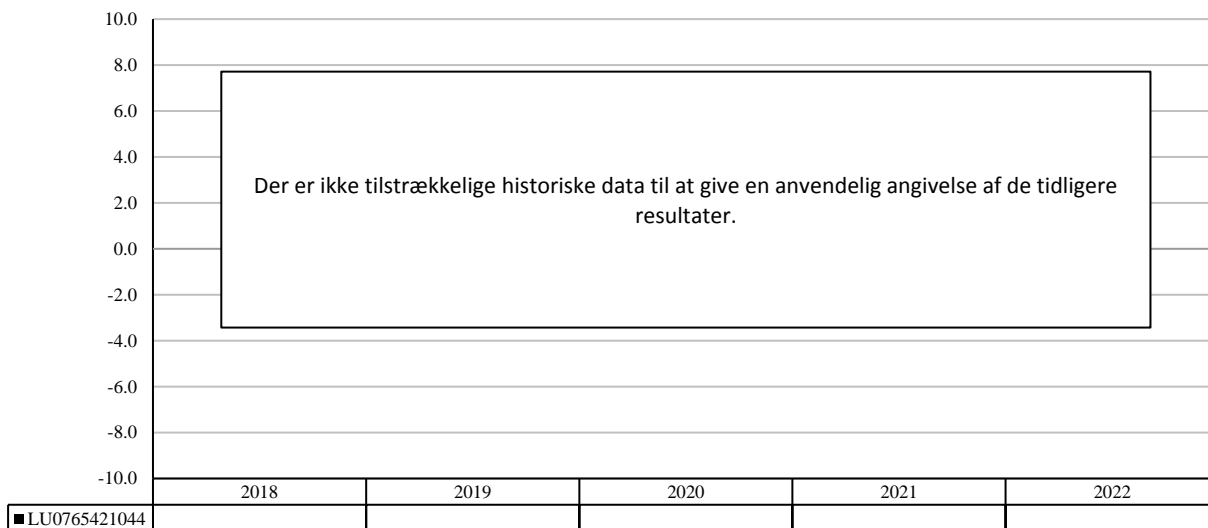 10.0
8.0
6.0
4.0
2.0
0.0
-2.0
-4.0
-6.0
-8.0
-10.0
Der er ikke tilstrækkelige historiske data til at give en anvendelig angivelse af de tidligere
resultater.
2018 2019 2020 2021 2022
LU0765421044